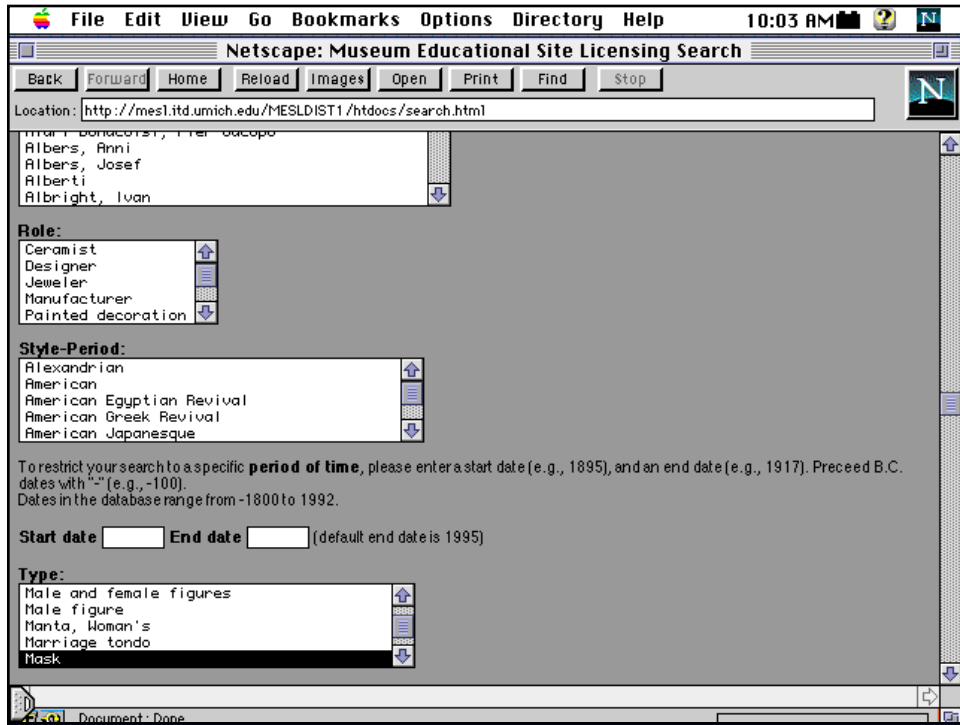 File Edit View Go Bookmarks Options Directory Help 10:03 AM ? N
Netscape: Museum Educational Site Licensing Search
Back Forward Home Reload Images Open Print Find Stop
N
Location: http://mesl.itd.umich.edu/MESLDIST1/htdocs/search.html
Albers, Anni
Albers, Josef
Alberti
Albright, Ivan
Role:
Ceramist
Designer
Jeweler
Manufacturer
Painted decoration
Style-Period:
Alexandrian
American
American Egyptian Revival
American Greek Revival
American Japanesque
To restrict your search to a specific period of time, please enter a start date (e.g., 1895), and an end date (e.g., 1917). Preceed B.C.
dates with "-" (e.g., -100).
Dates in the database range from -1800 to 1992.
Start date End date (default end date is 1995)
Type:
Male and female figures
Male figure
Manta, Woman's
Marriage tondo
Mask
Document: Done